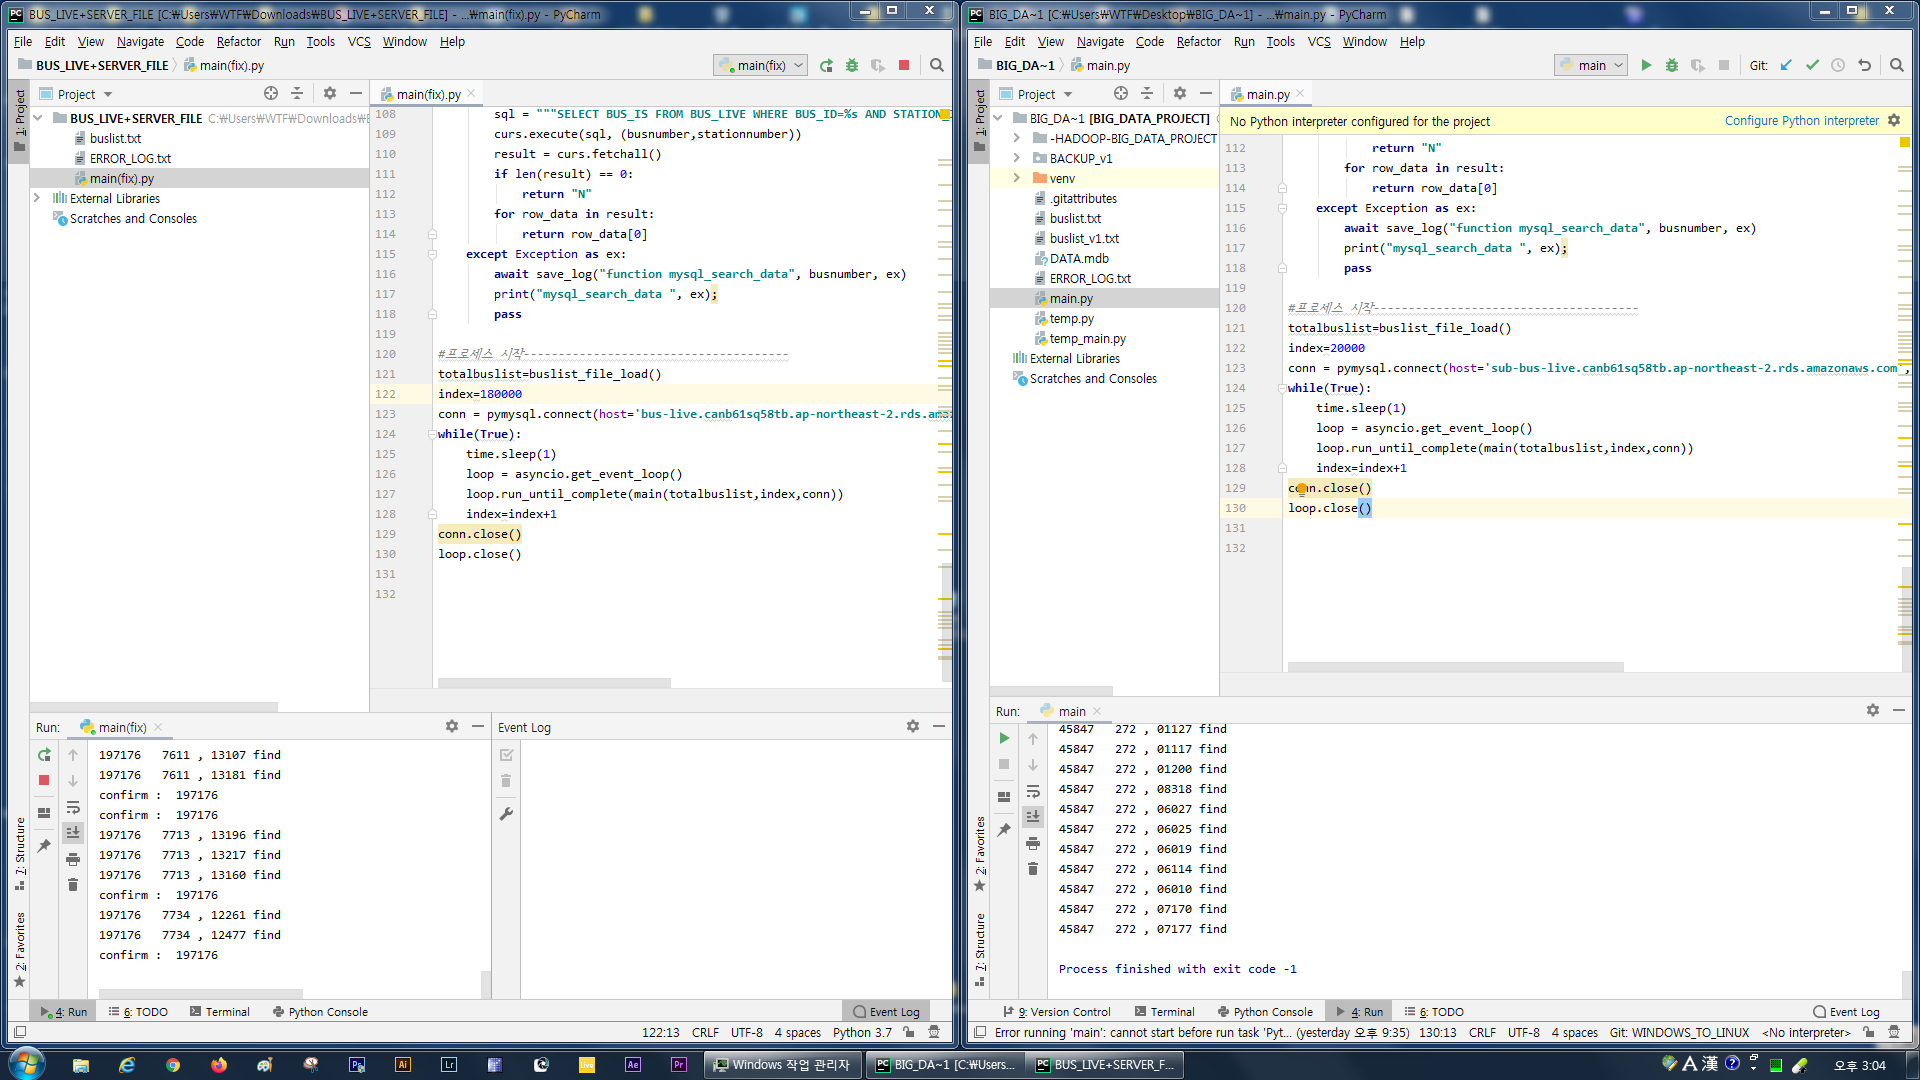 BUS_LIVE+SERVER_FILE [C:₩Users₩WTF₩Downloads₩BUS_LIVE+SERVER_FILE] - ...₩main(fix).py - PyCharm
File Edit View Navigate Code Refactor Run Tools VCS Window Help
BUS_LIVE+SERVER_FILE main(fix).py
main(fix)
1: Project
Project
BUS_LIVE+SERVER_FILE C:₩Users₩WTF₩Downloads₩
buslist.txt
ERROR_LOG.txt
main(fix).py
External Libraries
Scratches and Consoles
main(fix).py
108 sql = """SELECT BUS_IS FROM BUS_LIVE WHERE BUS_ID=%s AND STATION_
109 curs.execute(sql, (busnumber,stationnumber))
110 result = curs.fetchall()
111 if len(result) == 0:
112 return "N"
113 for row_data in result:
114 return row_data[0]
115 except Exception as ex:
116 await save_log("function mysql_search_data", busnumber, ex)
117 print("mysql_search_data ", ex);
118 pass
119
120 #프로세스 시작--------------------------------------
121 totalbuslist=buslist_file_load()
122 index=180000
123 conn = pymysql.connect(host='bus-live.canb61sq58tb.ap-northeast-2.rds.ama
124 while(True):
125 time.sleep(1)
126 loop = asyncio.get_event_loop()
127 loop.run_until_complete(main(totalbuslist,index,conn))
128 index=index+1
129 conn.close()
130 loop.close()
131
132
Run: main(fix)
197176 7611 , 13107 find
197176 7611 , 13181 find
confirm : 197176
confirm : 197176
197176 7713 , 13196 find
197176 7713 , 13217 find
197176 7713 , 13160 find
confirm : 197176
197176 7734 , 12261 find
197176 7734 , 12477 find
confirm : 197176
Event Log
7: Structure
2: Favorites
4: Run 6: TODO Terminal Python Console Event Log
122:13 CRLF UTF-8 4 spaces Python 3.7
BIG_DA~1 [C:₩Users₩WTF₩Desktop₩BIG_DA~1] - ...₩main.py - PyCharm
File Edit View Navigate Code Refactor Run Tools VCS Window Help
BIG_DA~1 main.py
main
Git:
1: Project
Project
BIG_DA~1 [BIG_DATA_PROJECT]
-HADOOP-BIG_DATA_PROJECT
BACKUP_v1
venv
.gitattributes
buslist.txt
buslist_v1.txt
DATA.mdb
ERROR_LOG.txt
main.py
temp.py
temp_main.py
External Libraries
Scratches and Consoles
main.py
No Python interpreter configured for the project Configure Python interpreter
112 return "N"
113 for row_data in result:
114 return row_data[0]
115 except Exception as ex:
116 await save_log("function mysql_search_data", busnumber, ex)
117 print("mysql_search_data ", ex);
118 pass
119
120 #프로세스 시작--------------------------------------
121 totalbuslist=buslist_file_load()
122 index=20000
123 conn = pymysql.connect(host='sub-bus-live.canb61sq58tb.ap-northeast-2.rds.amazonaws.com',
124 while(True):
125 time.sleep(1)
126 loop = asyncio.get_event_loop()
127 loop.run_until_complete(main(totalbuslist,index,conn))
128 index=index+1
129 conn.close()
130 loop.close()
131
132
Run: main
45847 272 , 01127 find
45847 272 , 01117 find
45847 272 , 01200 find
45847 272 , 08318 find
45847 272 , 06027 find
45847 272 , 06025 find
45847 272 , 06019 find
45847 272 , 06114 find
45847 272 , 06010 find
45847 272 , 07170 find
45847 272 , 07177 find
Process finished with exit code -1
2: Favorites
7: Structure
9: Version Control Terminal Python Console 4: Run 6: TODO Event Log
Error running 'main': cannot start before run task 'Pyt... (yesterday 오후 9:35) 130:13 CRLF UTF-8 4 spaces Git: WINDOWS_TO_LINUX <No interpreter>
Ps Ai Lr live Ae Pr Windows 작업 관리자 BIG_DA~1 [C:₩Users... BUS_LIVE+SERVER_F... A 漢 오후 3:04